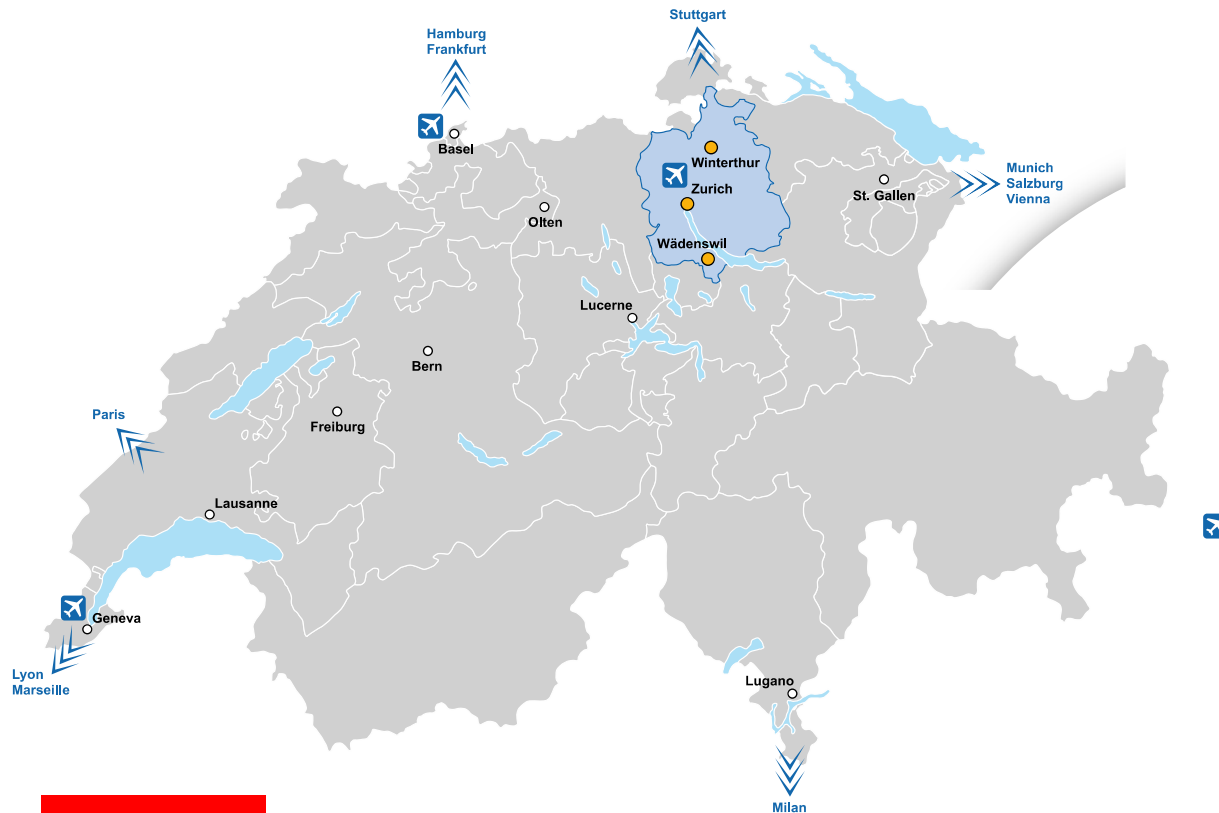 Stuttgart
Hamburg
Frankfurt
Basel
Winterthur
Zurich
Munich
Salzburg
Vienna
St. Gallen
Olten
Wädenswil
Lucerne
Bern
Paris
Freiburg
Lausanne
Geneva
Lyon
Marseille
Lugano
Milan